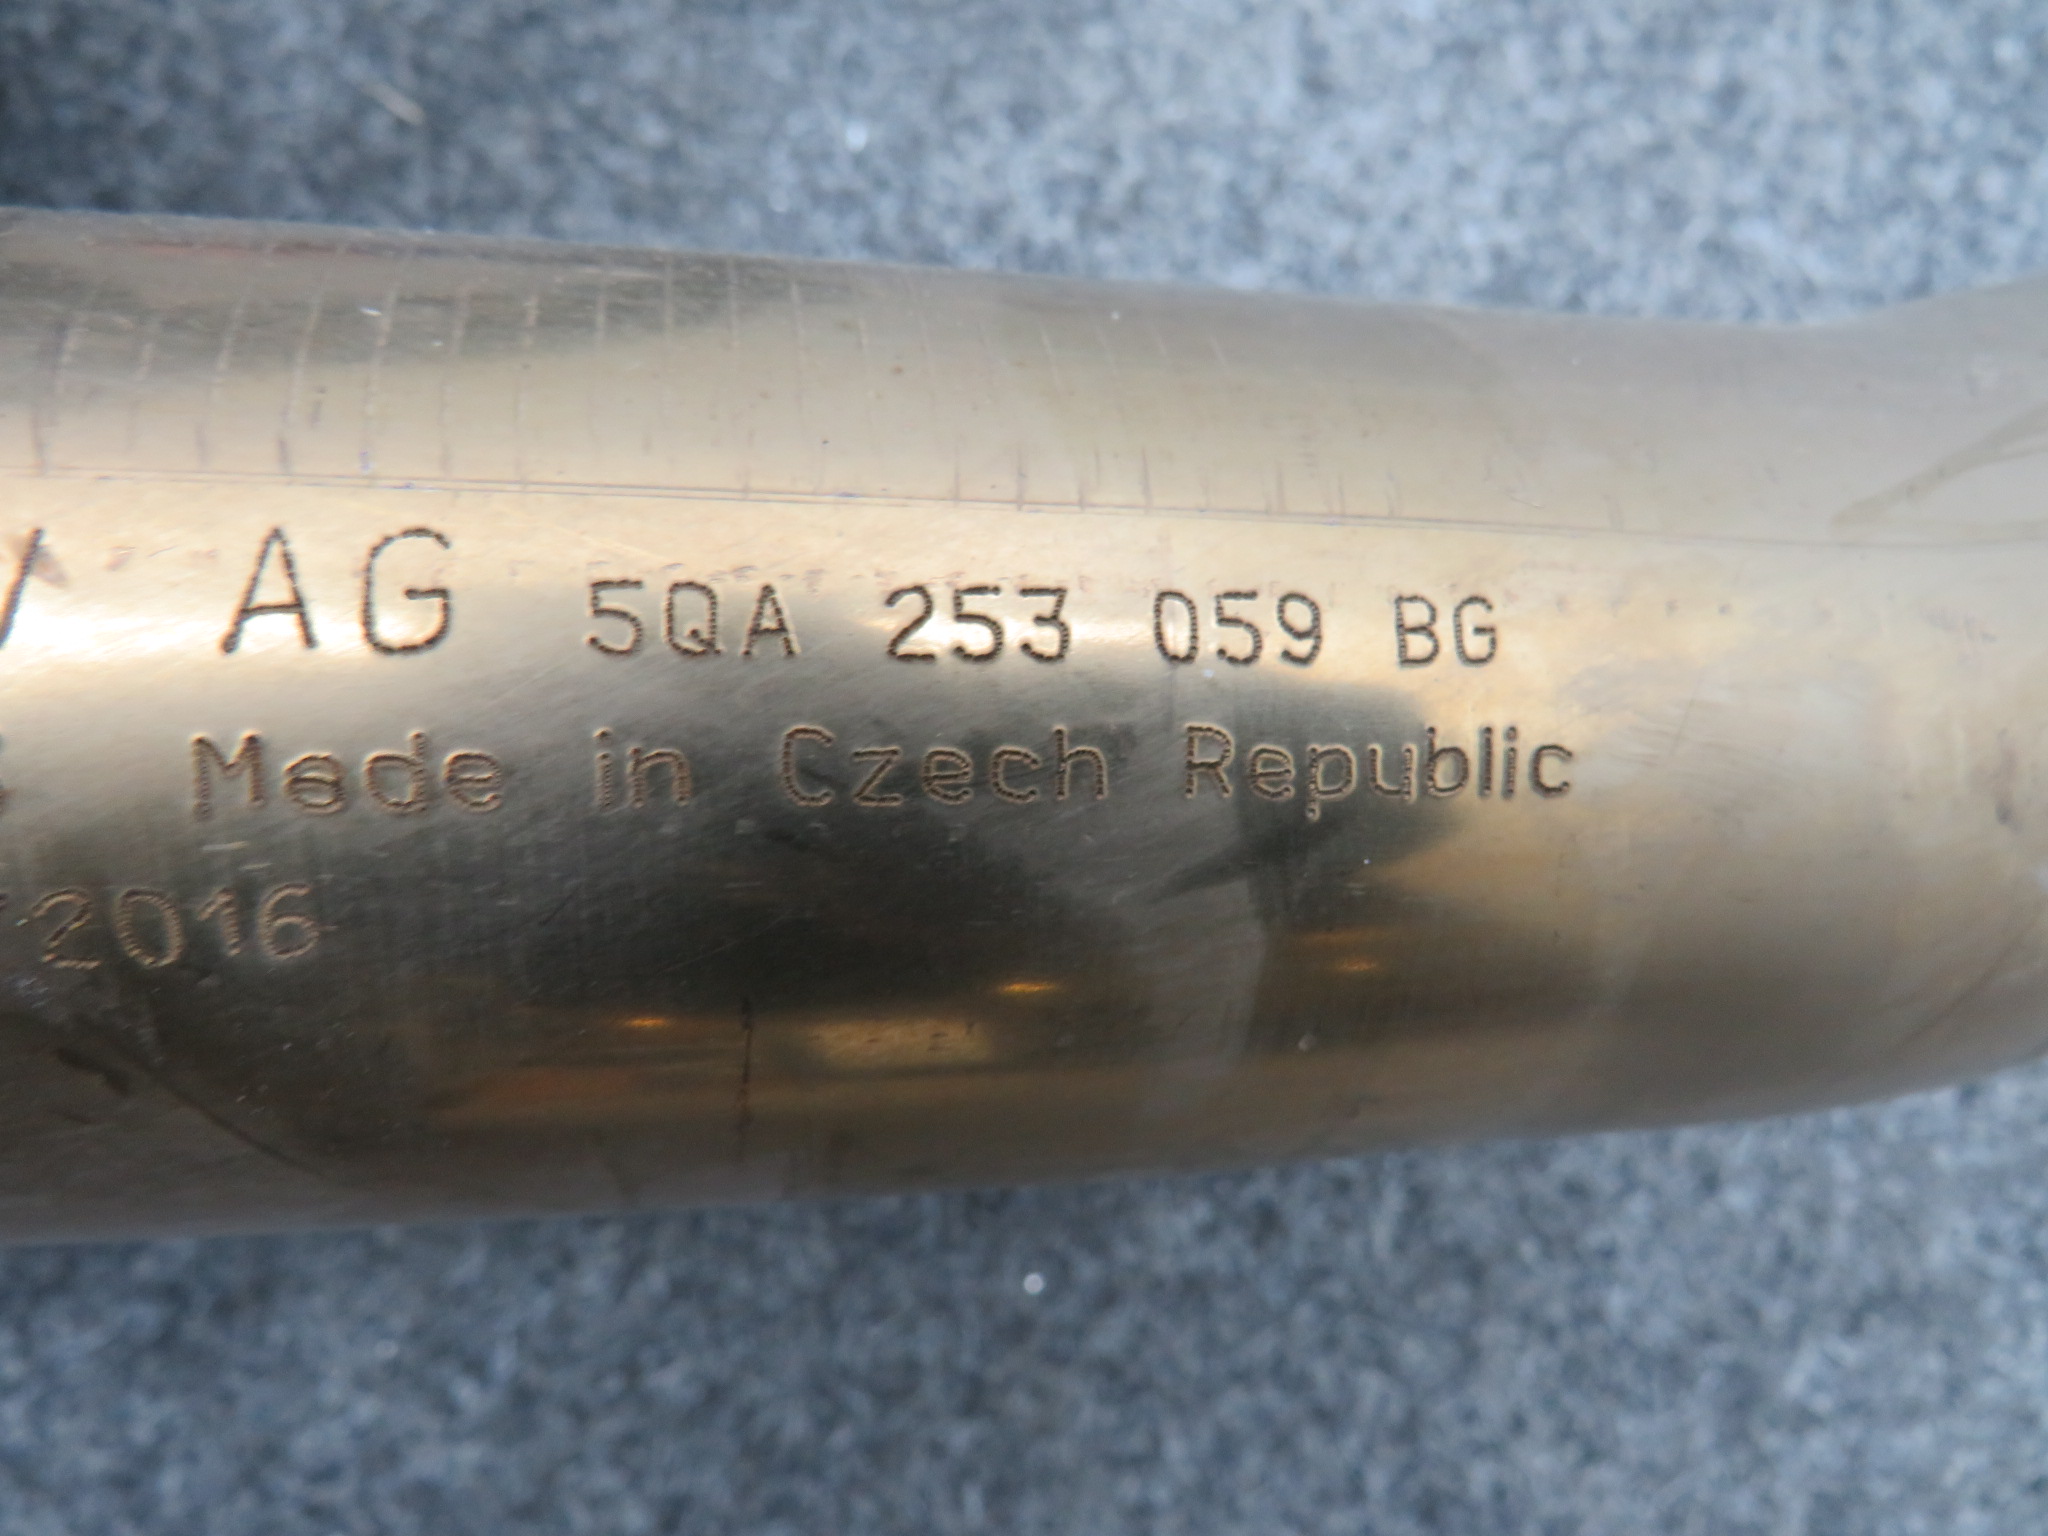 AG 5QA 253 059 BG
Made in Czech Republic
2016